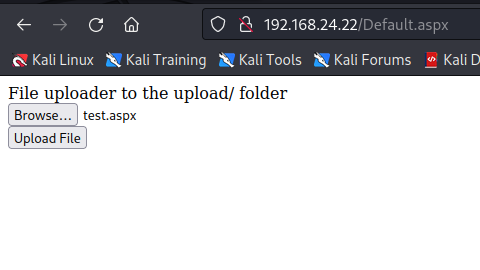 192.168.24.22/Default.aspx
Kali Linux Kali Training Kali Tools Kali Forums Kali D
File uploader to the upload/ folder
Browse... test.aspx
Upload File